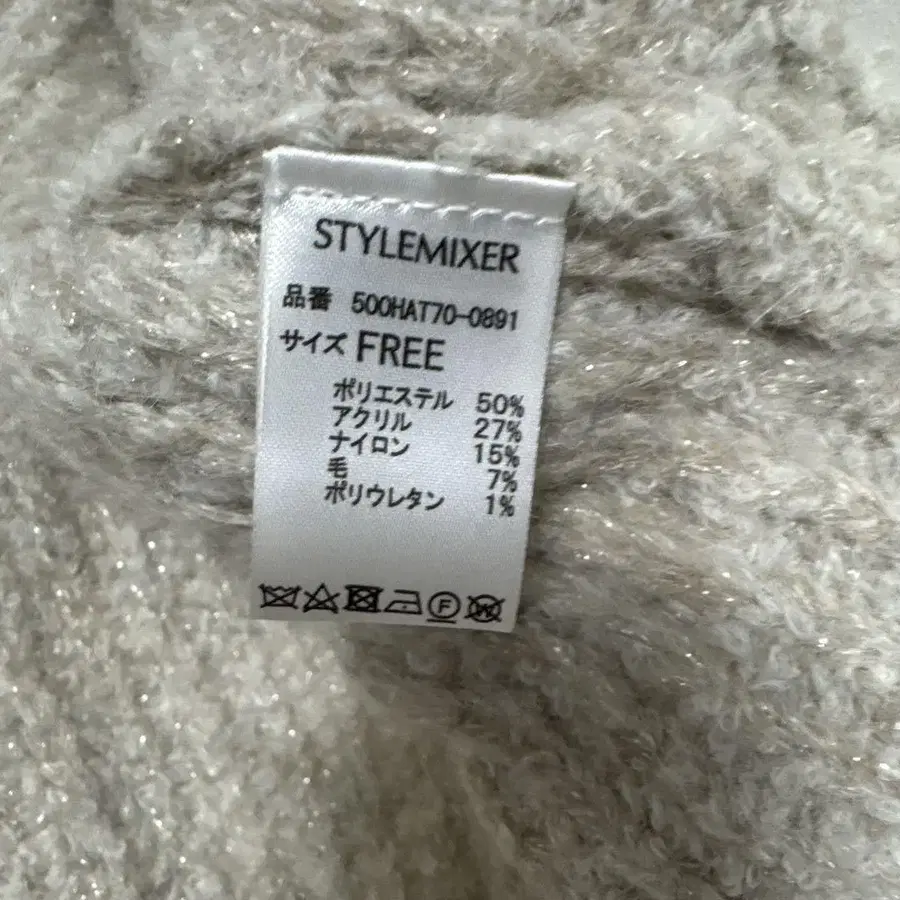 STYLEMIXER
品番 500HAT70-0891
サイズ FREE
ポリエステル 50%
アクリル 27%
ナイロン 15%
毛 7%
ポリウレタン 1%
F W